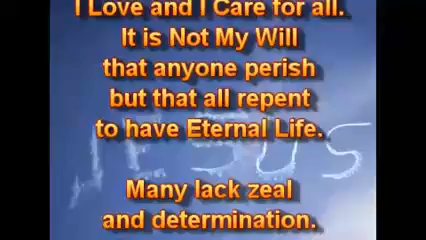 I Love and I Care for all.
It is Not My Will
that anyone perish
but that all repent
to have Eternal Life.
JESUS
Many lack zeal
and determination.